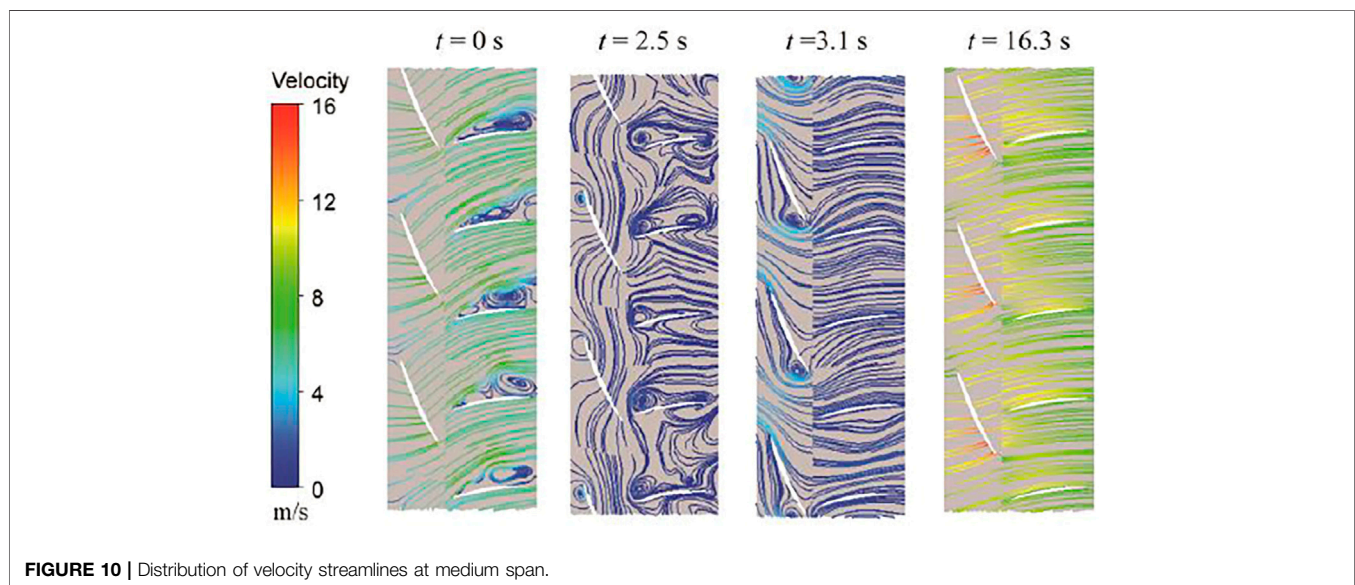 t = 0 s
t = 2.5 s
t =3.1 s
t = 16.3 s
Velocity
16
12
8
4
0
m/s
FIGURE 10 | Distribution of velocity streamlines at medium span.